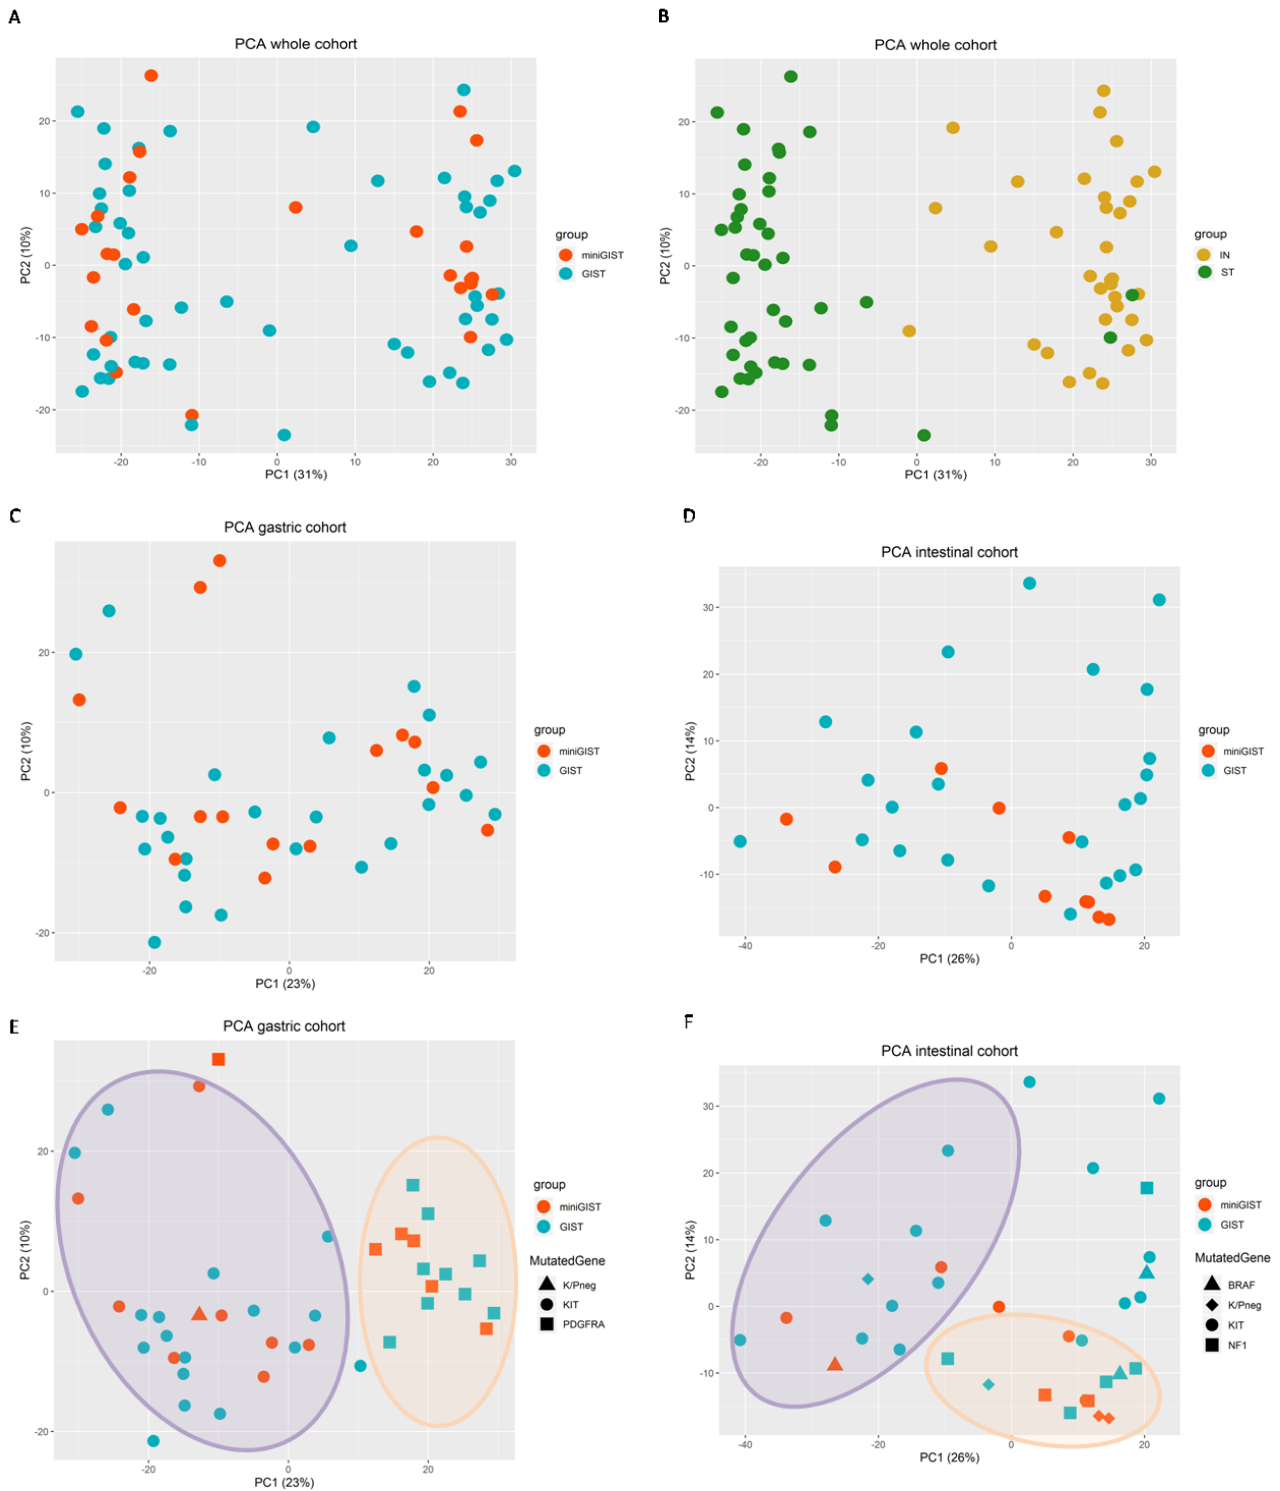 A
PCA whole cohort
20
10
0
-10
-20
PC2 (10%)
-20
-10
0
10
20
30
PC1 (31%)
group
miniGIST
GIST
B
PCA whole cohort
20
10
0
-10
-20
PC2 (10%)
-20
-10
0
10
20
30
PC1 (31%)
group
IN
ST
C
PCA gastric cohort
20
0
-20
PC2 (10%)
-20
0
20
PC1 (23%)
group
miniGIST
GIST
D
PCA intestinal cohort
30
20
10
0
-10
PC2 (14%)
-40
-20
0
20
PC1 (26%)
group
miniGIST
GIST
E
PCA gastric cohort
20
0
-20
PC2 (10%)
-20
0
20
PC1 (23%)
group
miniGIST
GIST
MutatedGene
K/Pneg
KIT
PDGFRA
F
PCA intestinal cohort
30
20
10
0
-10
PC2 (14%)
-40
-20
0
20
PC1 (26%)
group
miniGIST
GIST
MutatedGene
BRAF
K/Pneg
KIT
NF1